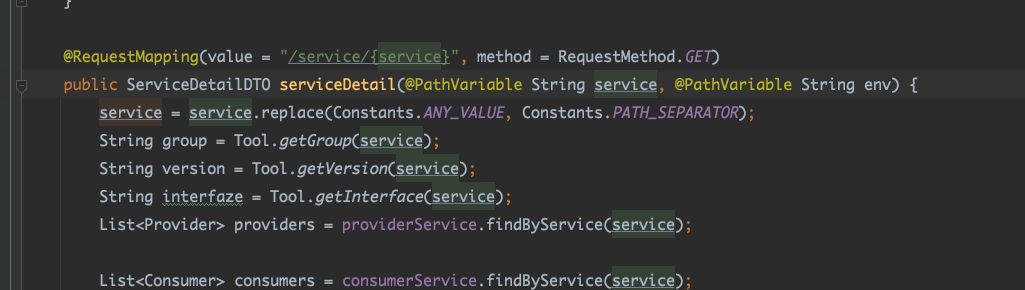 }
@RequestMapping(value = "/service/{service}", method = RequestMethod.GET)
public ServiceDetailDTO serviceDetail(@PathVariable String service, @PathVariable String env) {
service = service.replace(Constants.ANY_VALUE, Constants.PATH_SEPARATOR);
String group = Tool.getGroup(service);
String version = Tool.getVersion(service);
String interfaze = Tool.getInterface(service);
List<Provider> providers = providerService.findByService(service);
List<Consumer> consumers = consumerService.findByService(service);